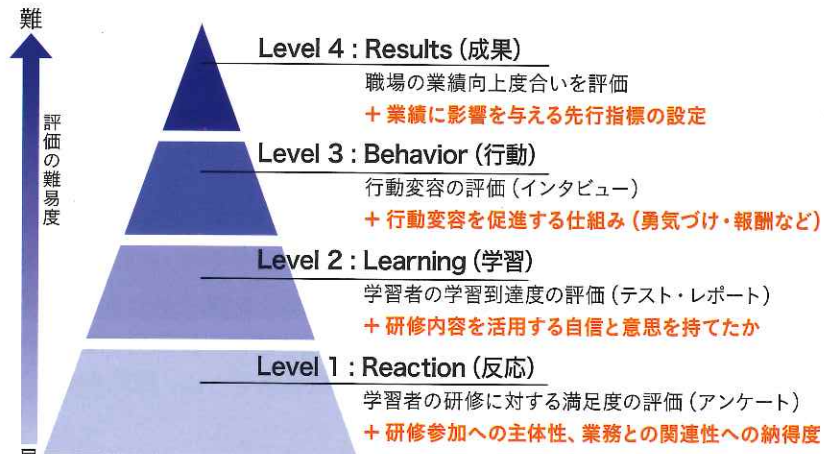 難
評価の難易度
Level 4 : Results (成果)
職場の業績向上度合いを評価
+ 業績に影響を与える先行指標の設定
Level 3 : Behavior (行動)
行動変容の評価 (インタビュー)
+ 行動変容を促進する仕組み (勇気づけ・報酬など)
Level 2 : Learning (学習)
学習者の学習到達度の評価 (テスト・レポート)
+ 研修内容を活用する自信と意思を持てたか
Level 1 : Reaction (反応)
学習者の研修に対する満足度の評価 (アンケート)
+ 研修参加への主体性、業務との関連性への納得度